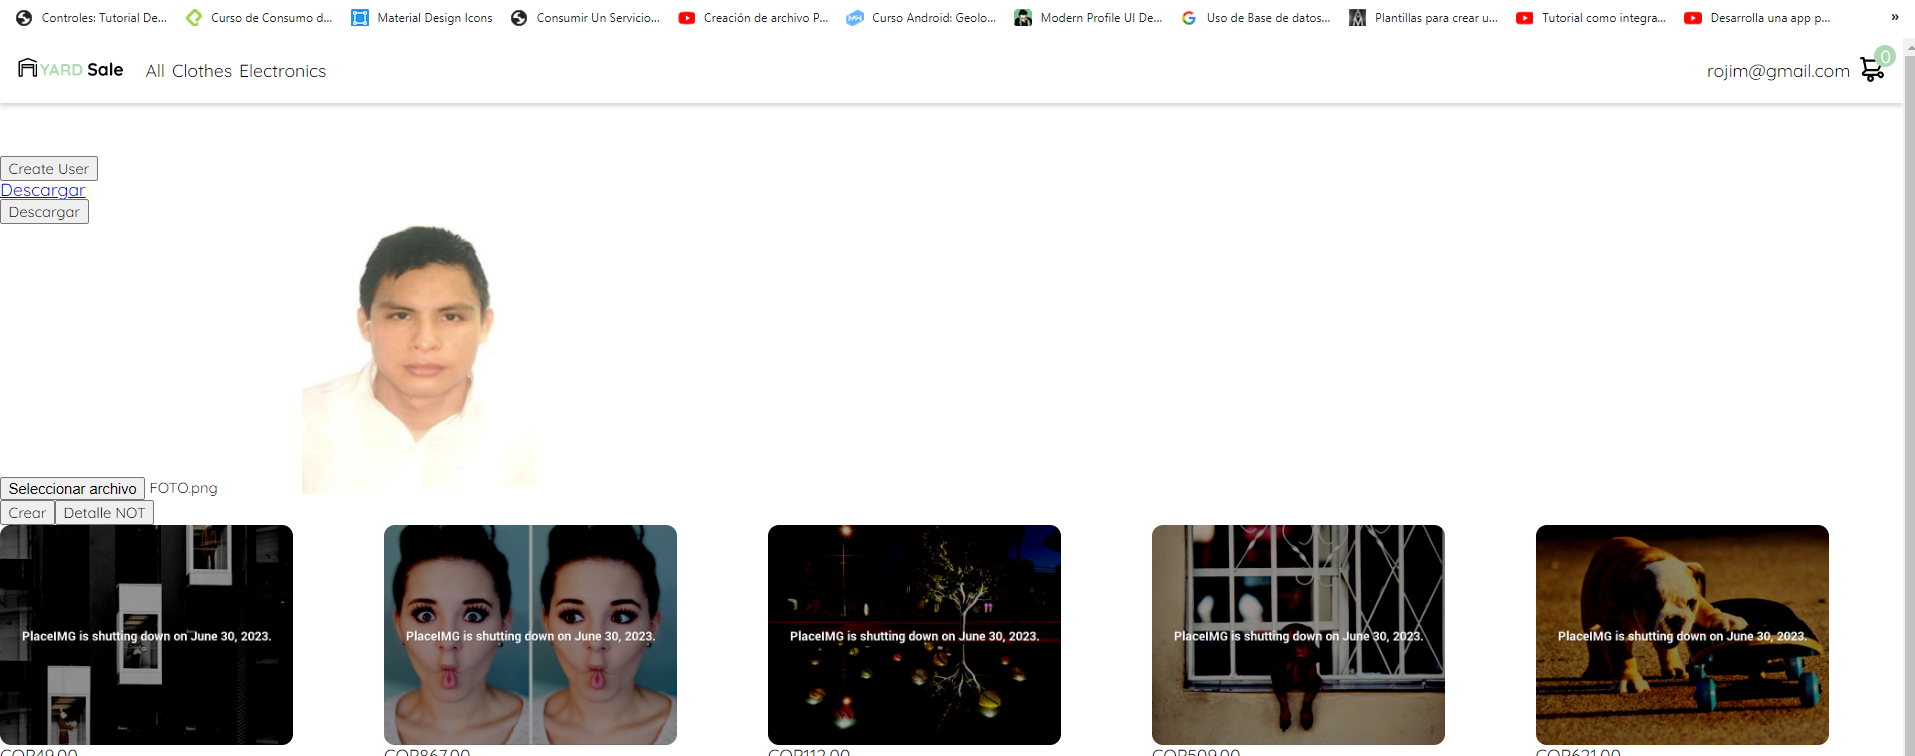 Controles: Tutorial De... Curso de Consumo d... Material Design Icons Consumir Un Servicio... Creación de archivo P... Curso Android: Geolo... Modern Profile UI De... Uso de Base de datos... Plantillas para crear u... Tutorial como integra... Desarrolla una app p... »
YARD Sale All Clothes Electronics rojim@gmail.com 0
Create User
Descargar
Descargar
Seleccionar archivo FOTO.png
Crear Detalle NOT
PlaceIMG is shutting down on June 30, 2023. PlaceIMG is shutting down on June 30, 2023. PlaceIMG is shutting down on June 30, 2023. PlaceIMG is shutting down on June 30, 2023. PlaceIMG is shutting down on June 30, 2023.
COP49.00 COP867.00 COP112.00 COP509.00 COP621.00